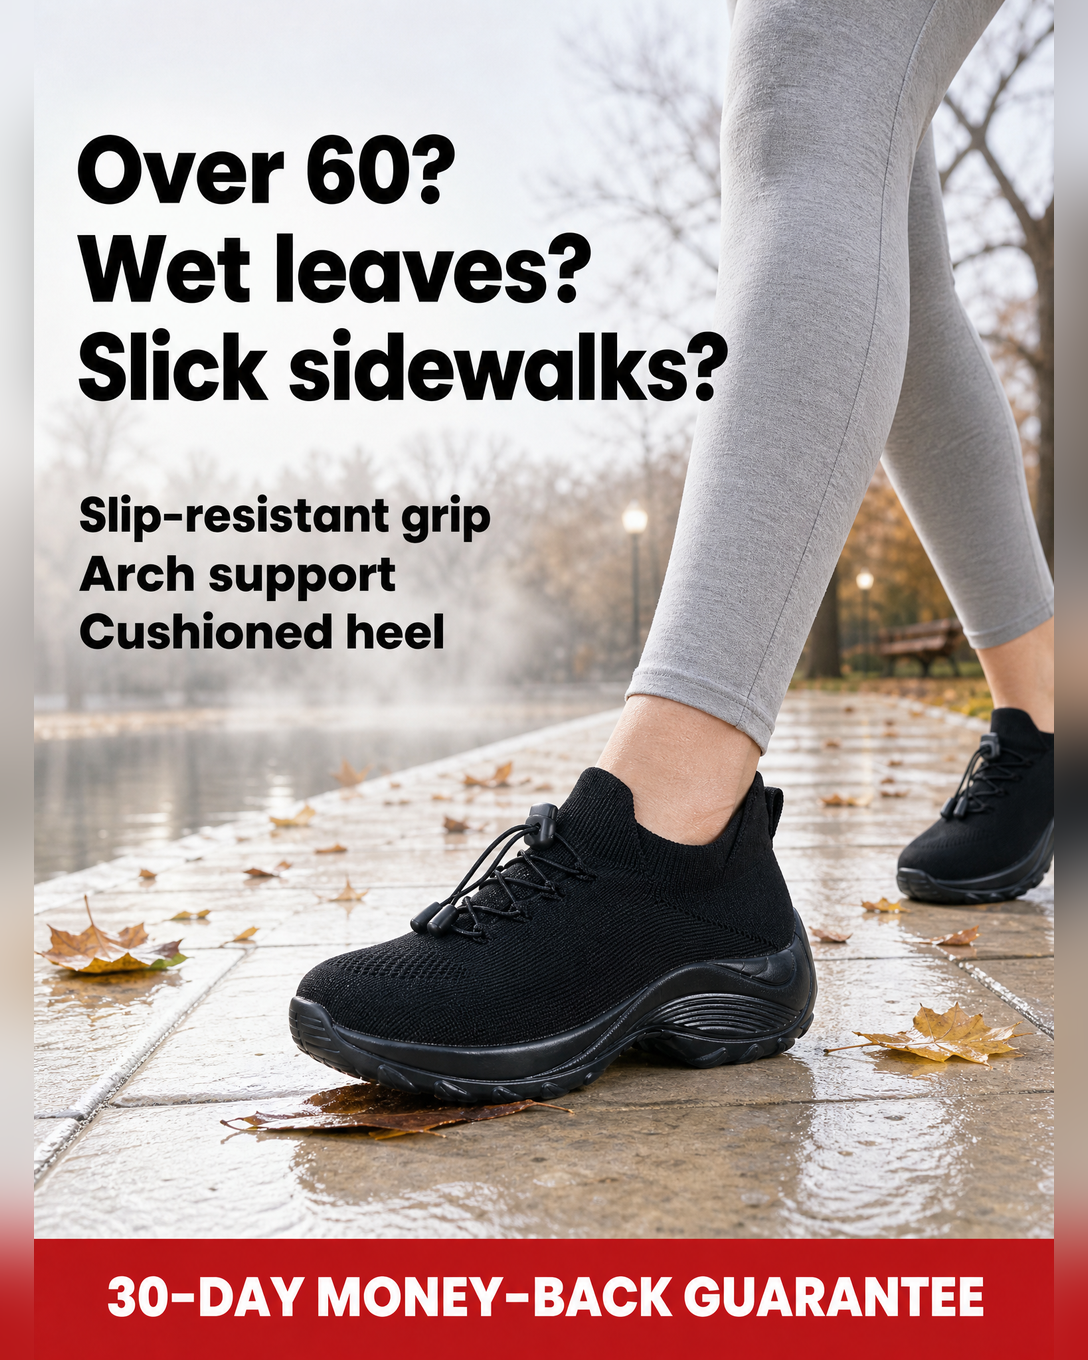 Over 60?
Wet leaves?
Slick sidewalks?
Slip-resistant grip
Arch support
Cushioned heel
30-DAY MONEY-BACK GUARANTEE